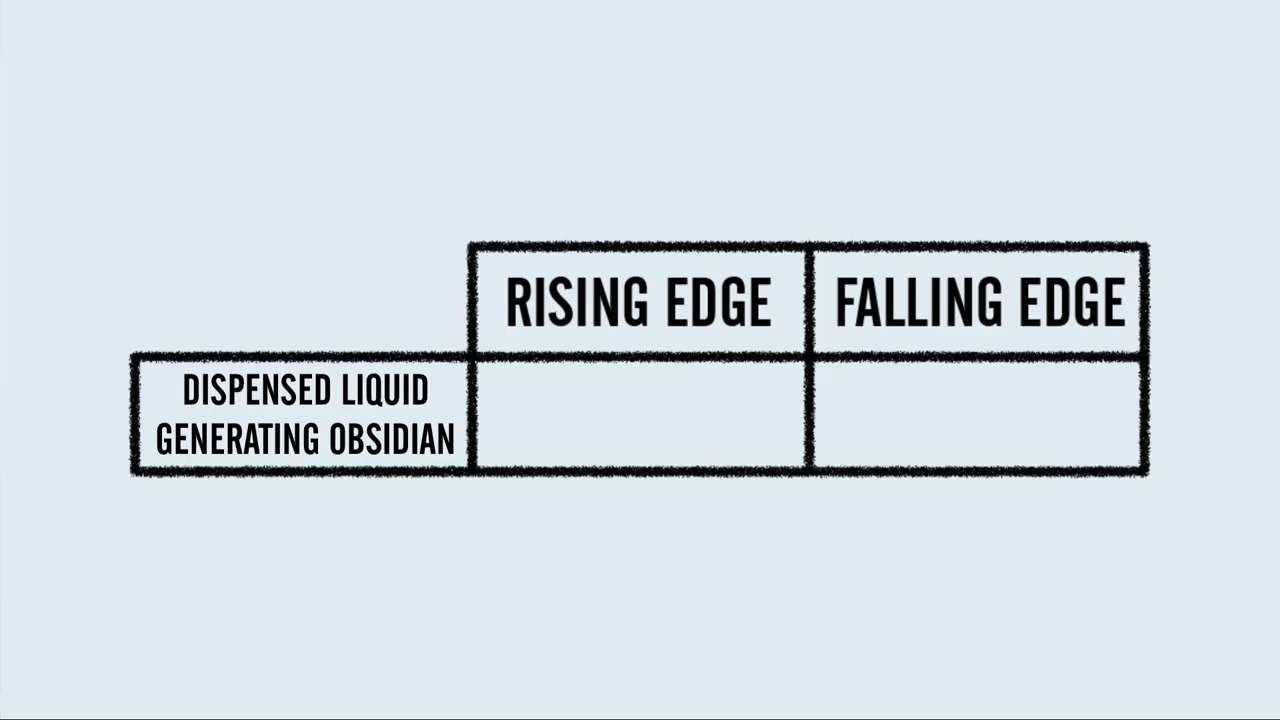 RISING EDGE
FALLING EDGE
DISPENSED LIQUID
GENERATING OBSIDIAN